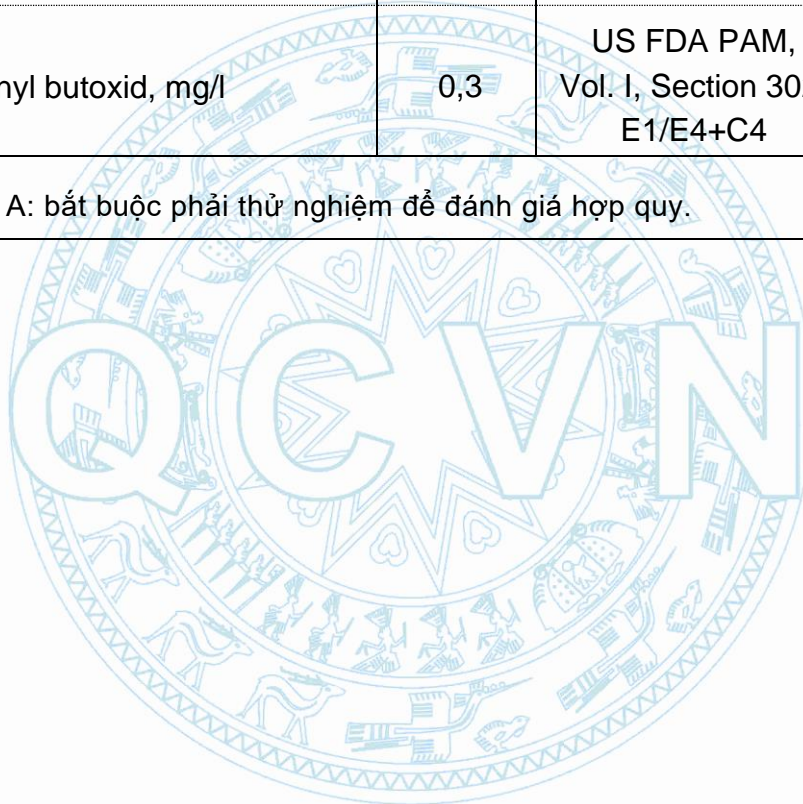 US FDA PAM,
nyl butoxid, mg/l 0,3 Vol. I, Section 30
E1/E4+C4
A: bắt buộc phải thử nghiệm để đánh giá hợp quy.
QCVN